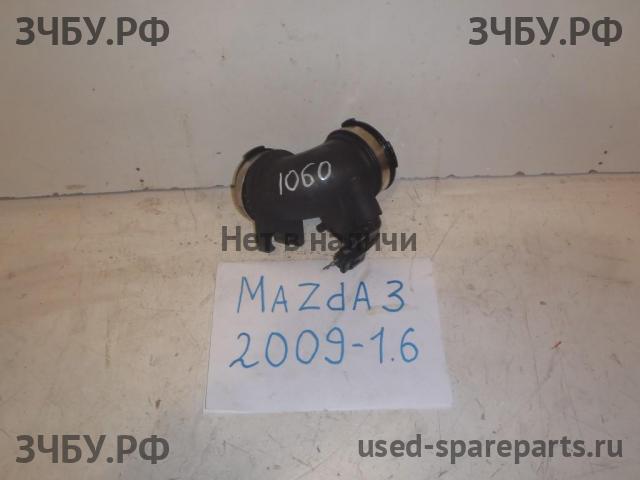 ЗЧБУ.РФ
ЗЧБУ.РФ
1060
Нет в наличии
MAZdA3
2009-1.6
ЗЧБУ.РФ
used-spareparts.ru